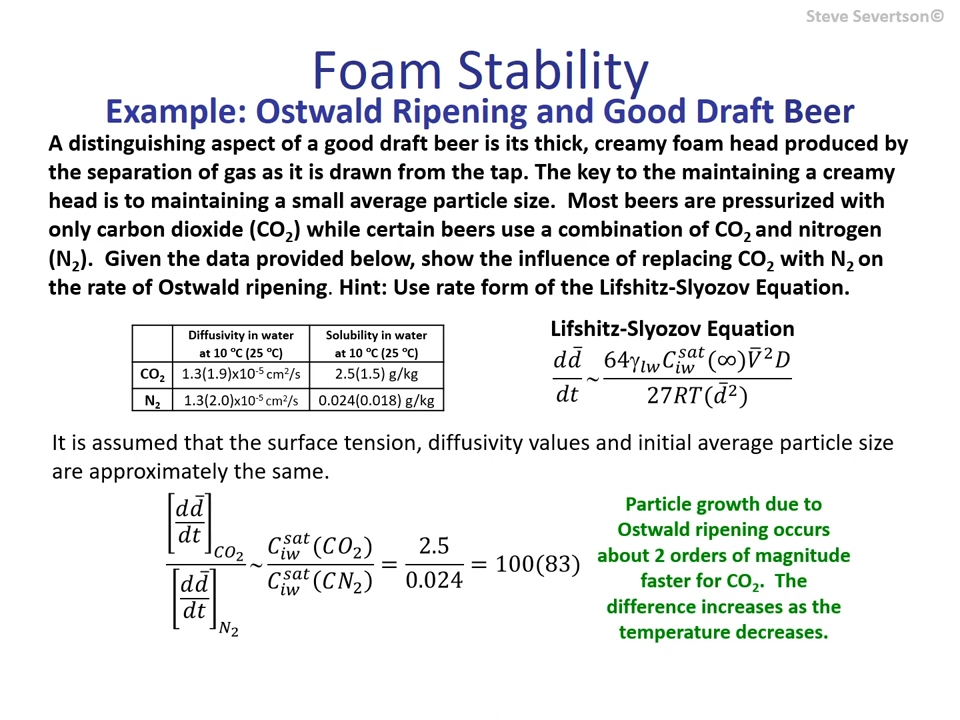 Steve Severtson©
Foam Stability
Example: Ostwald Ripening and Good Draft Beer
A distinguishing aspect of a good draft beer is its thick, creamy foam head produced by
the separation of gas as it is drawn from the tap. The key to the maintaining a creamy
head is to maintaining a small average particle size. Most beers are pressurized with
only carbon dioxide (CO₂) while certain beers use a combination of CO₂ and nitrogen
(N₂). Given the data provided below, show the influence of replacing CO₂ with N₂ on
the rate of Ostwald ripening. Hint: Use rate form of the Lifshitz-Slyozov Equation.
Diffusivity in water at 10 °C (25 °C) Solubility in water at 10 °C (25 °C)
CO₂ 1.3(1.9)x10⁻⁵ cm²/s 2.5(1.5) g/kg
N₂ 1.3(2.0)x10⁻⁵ cm²/s 0.024(0.018) g/kg
Lifshitz-Slyozov Equation
dd̄/dt ~ 64γ_lw C_iw^sat(∞)V̄²D / 27RT(d̄²)
It is assumed that the surface tension, diffusivity values and initial average particle size
are approximately the same.
[dd̄/dt]_CO₂ / [dd̄/dt]_N₂ ~ C_iw^sat(CO₂) / C_iw^sat(CN₂) = 2.5 / 0.024 = 100(83)
Particle growth due to
Ostwald ripening occurs
about 2 orders of magnitude
faster for CO₂. The
difference increases as the
temperature decreases.